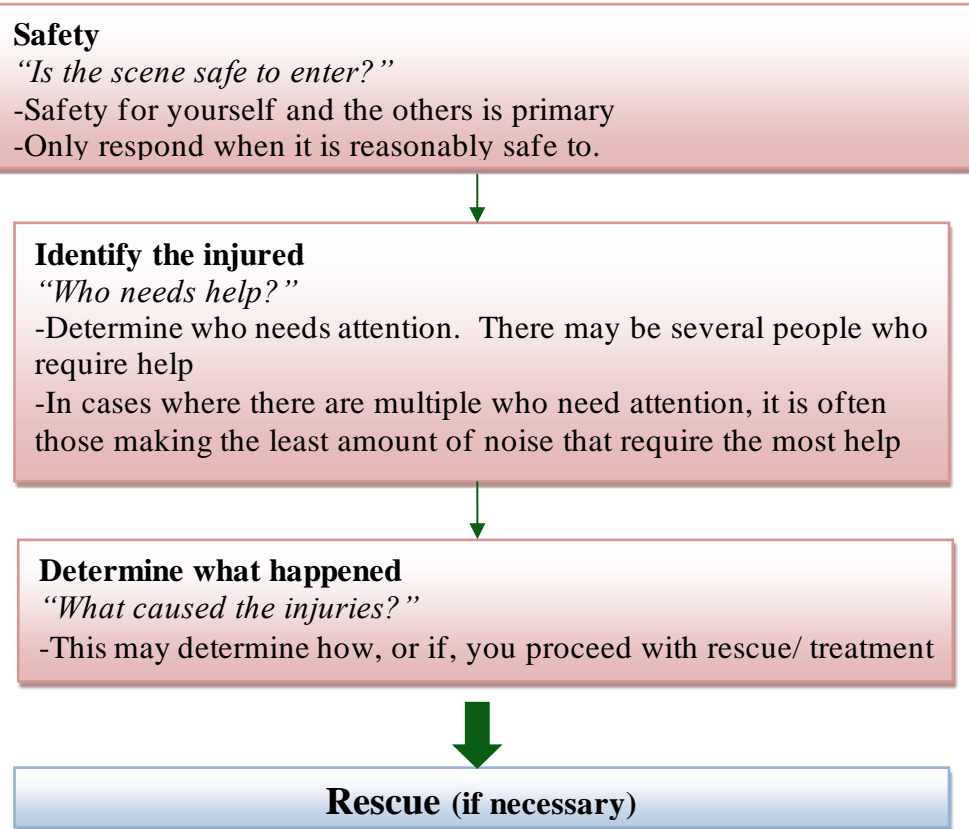 Safety
“Is the scene safe to enter?”
-Safety for yourself and the others is primary
-Only respond when it is reasonably safe to.
Identify the injured
“Who needs help?”
-Determine who needs attention.  There may be several people who
require help
-In cases where there are multiple who need attention, it is often
those making the least amount of noise that require the most help
Determine what happened
“What caused the injuries?”
-This may determine how, or if, you proceed with rescue/ treatment
Rescue (if necessary)